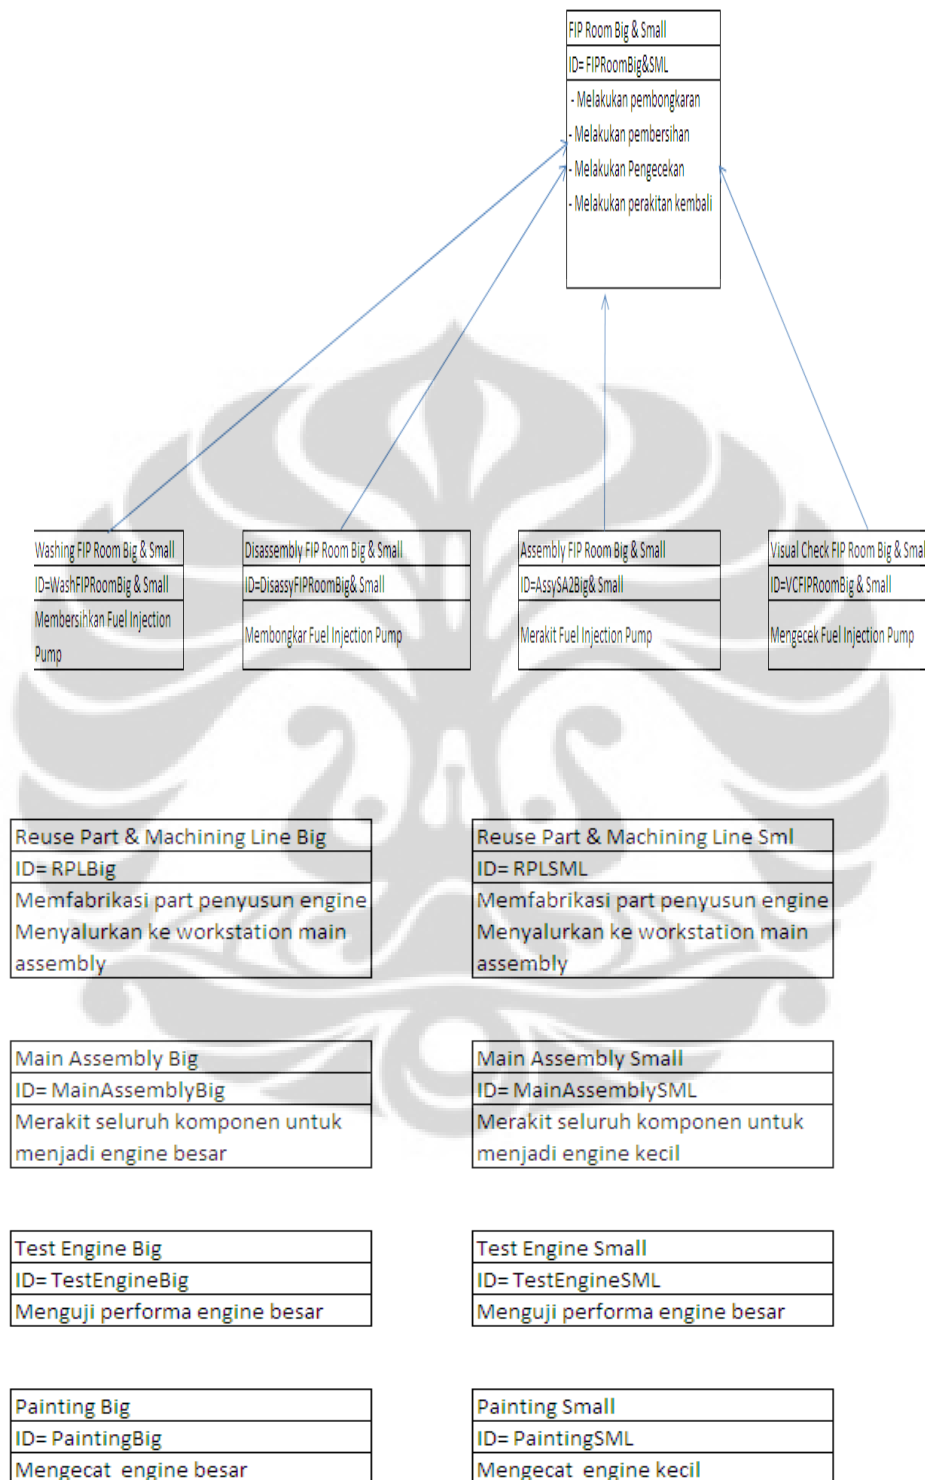 FIP Room Big & Small
ID= FIPRoomBig&SML
- Melakukan pembongkaran
- Melakukan pembersihan
- Melakukan Pengecekan
- Melakukan perakitan kembali
Washing FIP Room Big & Small
ID=WashFIPRoomBig & Small
Membersihkan Fuel Injection
Pump
Disassembly FIP Room Big & Small
ID=DisassyFIPRoomBig& Small
Membongkar Fuel Injection Pump
Assembly FIP Room Big & Small
ID=AssySA2Big& Small
Merakit Fuel Injection Pump
Visual Check FIP Room Big & Smal
ID=VCFIPRoomBig & Small
Mengecek Fuel Injection Pump
Reuse Part & Machining Line Big
ID= RPLBig
Memfabrikasi part penyusun engine
Menyalurkan ke workstation main
assembly
Reuse Part & Machining Line Sml
ID= RPLSML
Memfabrikasi part penyusun engine
Menyalurkan ke workstation main
assembly
Main Assembly Big
ID= MainAssemblyBig
Merakit seluruh komponen untuk
menjadi engine besar
Main Assembly Small
ID= MainAssemblySML
Merakit seluruh komponen untuk
menjadi engine kecil
Test Engine Big
ID= TestEngineBig
Menguji performa engine besar
Test Engine Small
ID= TestEngineSML
Menguji performa engine besar
Painting Big
ID= PaintingBig
Mengecat engine besar
Painting Small
ID= PaintingSML
Mengecat engine kecil